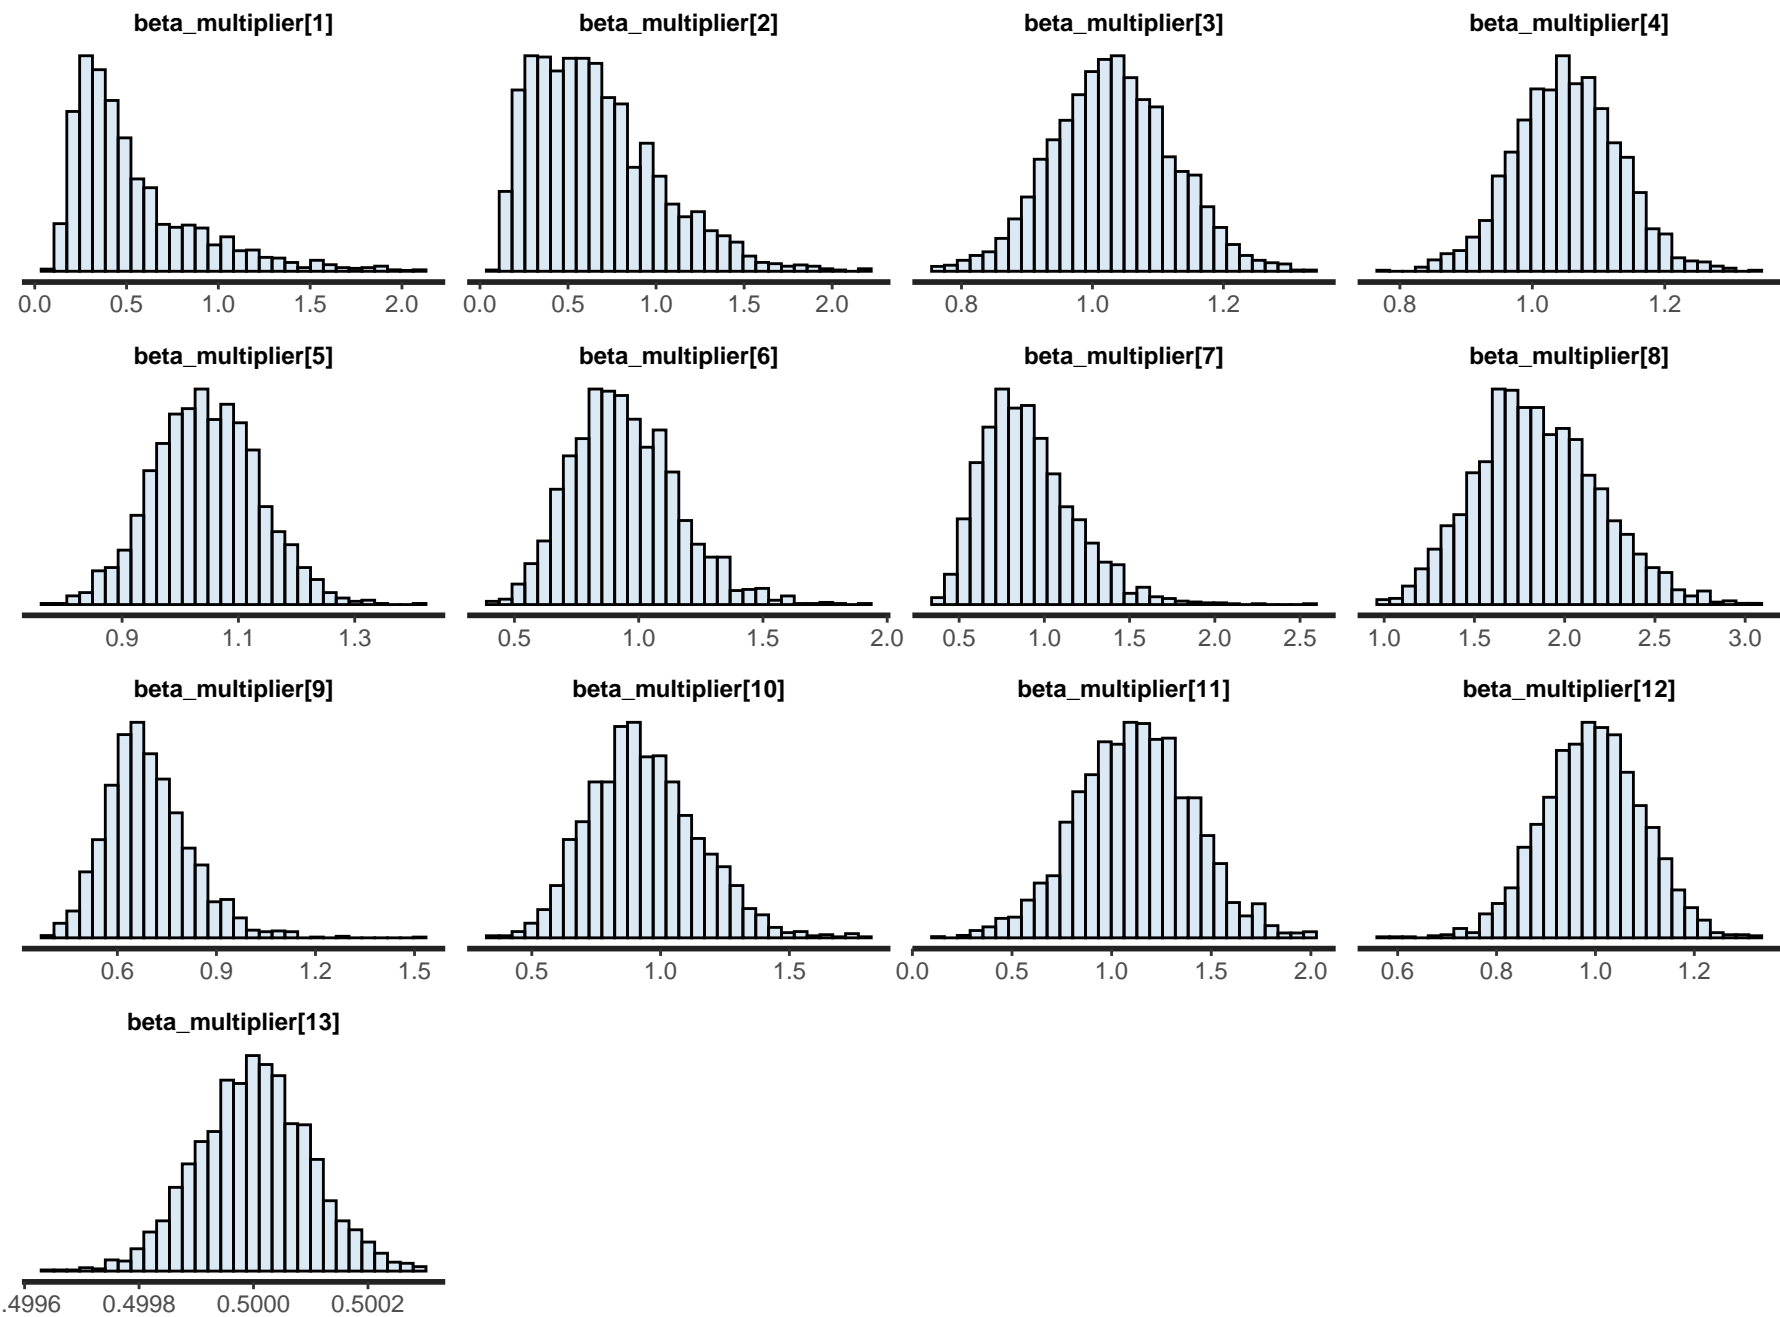 beta_multiplier[1] beta_multiplier[2] beta_multiplier[3] beta_multiplier[4]
0.0 0.5 1.0 1.5 2.0 0.0 0.5 1.0 1.5 2.0 0.8 1.0 1.2 0.8 1.0 1.2
beta_multiplier[5] beta_multiplier[6] beta_multiplier[7] beta_multiplier[8]
0.9 1.1 1.3 0.5 1.0 1.5 2.0 0.5 1.0 1.5 2.0 2.5 1.0 1.5 2.0 2.5 3.0
beta_multiplier[9] beta_multiplier[10] beta_multiplier[11] beta_multiplier[12]
0.6 0.9 1.2 1.5 0.5 1.0 1.5 0.0 0.5 1.0 1.5 2.0 0.6 0.8 1.0 1.2
beta_multiplier[13]
.4996 0.4998 0.5000 0.5002